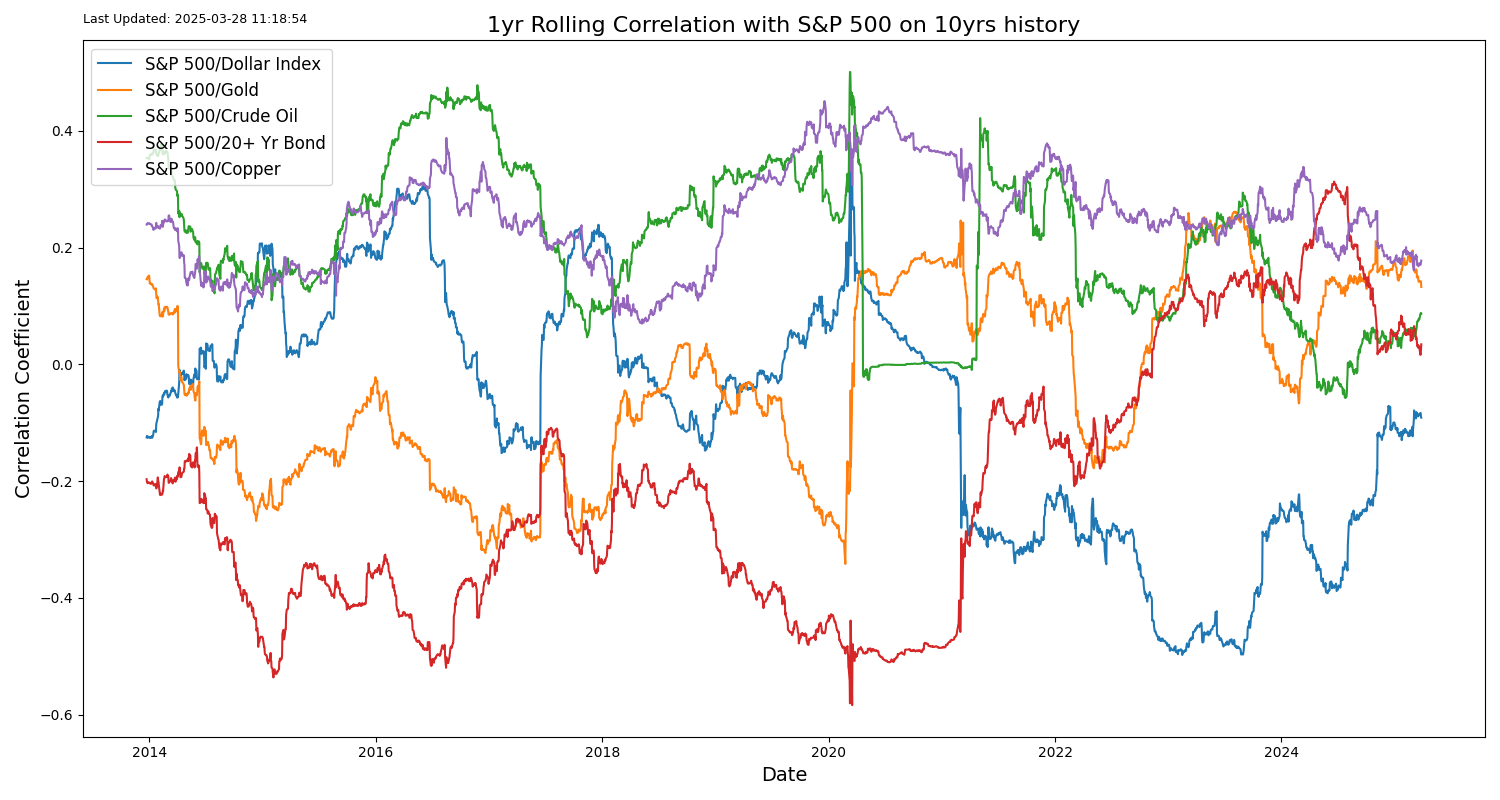 Last Updated: 2025-03-28 11:18:54
1yr Rolling Correlation with S&P 500 on 10yrs history
S&P 500/Dollar Index
S&P 500/Gold
S&P 500/Crude Oil
S&P 500/20+ Yr Bond
S&P 500/Copper
Correlation Coefficient
0.4
0.2
0.0
−0.2
−0.4
−0.6
2014 2016 2018 2020 2022 2024
Date